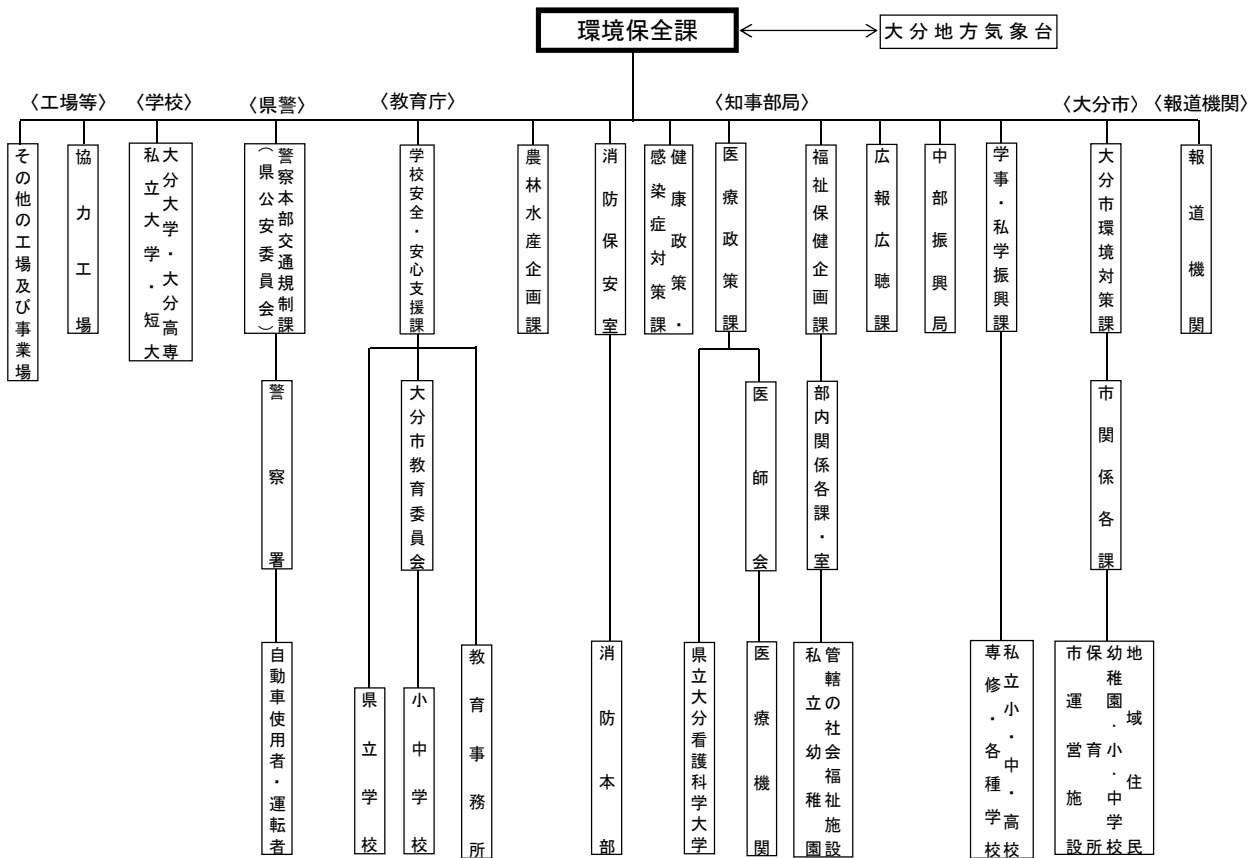 環境保全課
大分地方気象台
〈工場等〉
〈学校〉
〈県警〉
〈教育庁〉
〈知事部局〉
〈大分市〉
〈報道機関〉
その他の工場及び事業場
協力工場
大分大学・大分高専
私立大学・短大
警察本部交通規制課
（県公安委員会）
学校安全・安心支援課
農林水産企画課
消防保安室
健康政策・
感染症対策課
医療政策課
福祉保健企画課
広報広聴課
中部振興局
学事・私学振興課
大分市環境対策課
報道機関
警察署
大分市教育委員会
医師会
部内関係各課・室
市関係各課
自動車使用者・運転者
県立学校
小中学校
教育事務所
消防本部
県立大分看護科学大学
医療機関
管轄の社会福祉施設
私立幼稚園
私立小・中・高校
専修・各種学校
地域住民
幼稚園・小・中学校
保育所
市運営施設